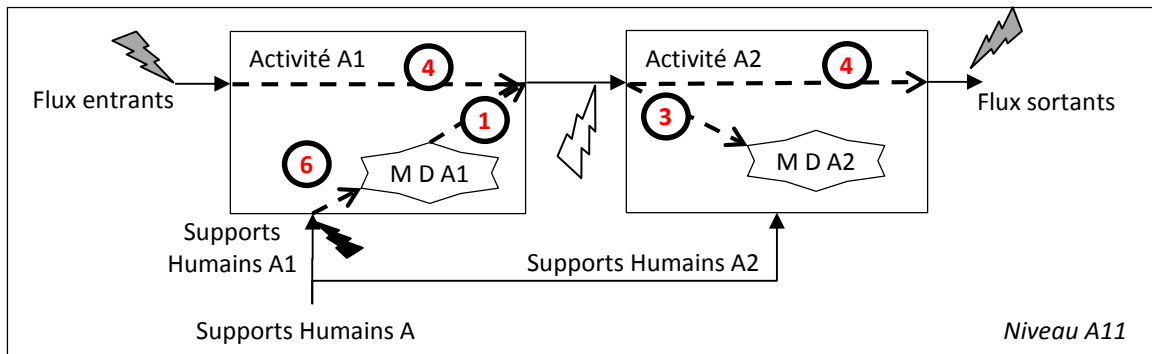 Activité A1
4
Activité A2
4
Flux entrants
Flux sortants
1
3
6
M D A1
M D A2
Supports
Humains A1
Supports Humains A2
Supports Humains A
Niveau A11